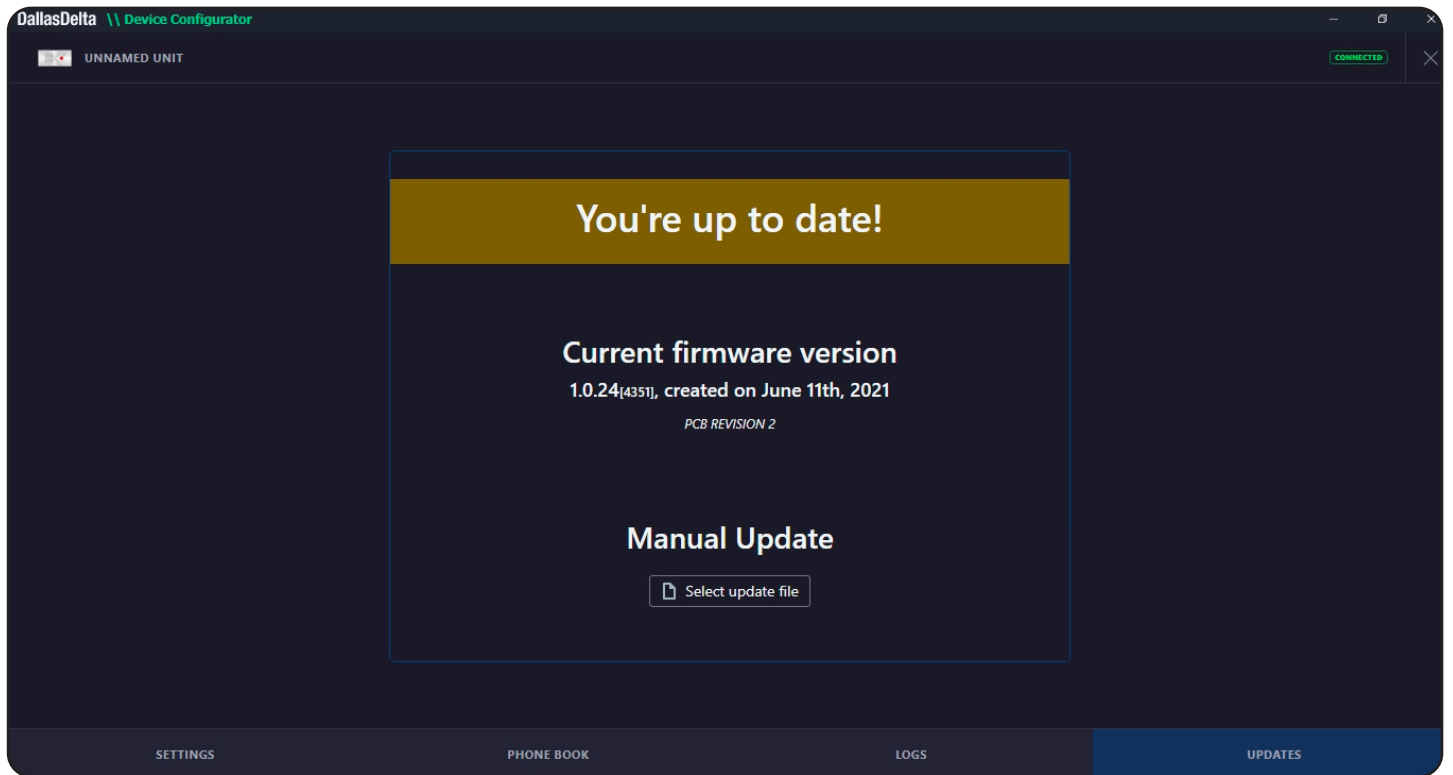 DallasDelta \\ Device Configurator
UNNAMED UNIT
CONNECTED
You're up to date!
Current firmware version
1.0.24[4351], created on June 11th, 2021
PCB REVISION 2
Manual Update
Select update file
SETTINGS
PHONE BOOK
LOGS
UPDATES